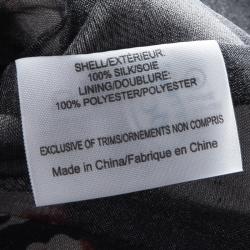 SHELL/EXTÉRIEUR:
100% SILK/SOIE
LINING/DOUBLURE:
100% POLYESTER/POLYESTER
EXCLUSIVE OF TRIMS/ORNEMENTS NON COMPRIS
Made in China/Fabrique en Chine